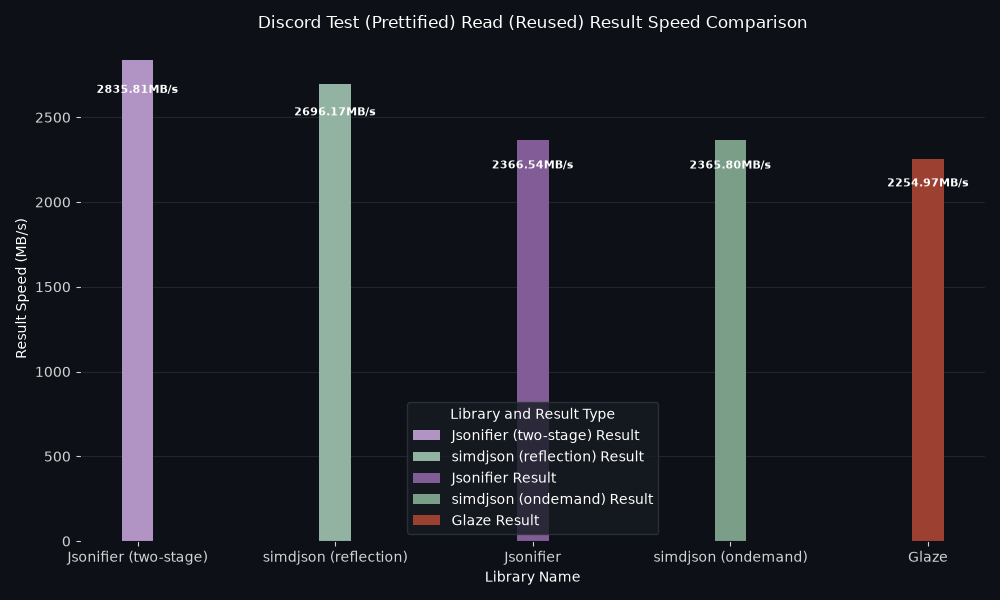 Discord Test (Prettified) Read (Reused) Result Speed Comparison
2835.81MB/s
2696.17MB/s
2366.54MB/s
2365.80MB/s
2254.97MB/s
2500
2000
1500
1000
500
0
Result Speed (MB/s)
Library and Result Type
Jsonifier (two-stage) Result
simdjson (reflection) Result
Jsonifier Result
simdjson (ondemand) Result
Glaze Result
Jsonifier (two-stage)
simdjson (reflection)
Jsonifier
simdjson (ondemand)
Glaze
Library Name